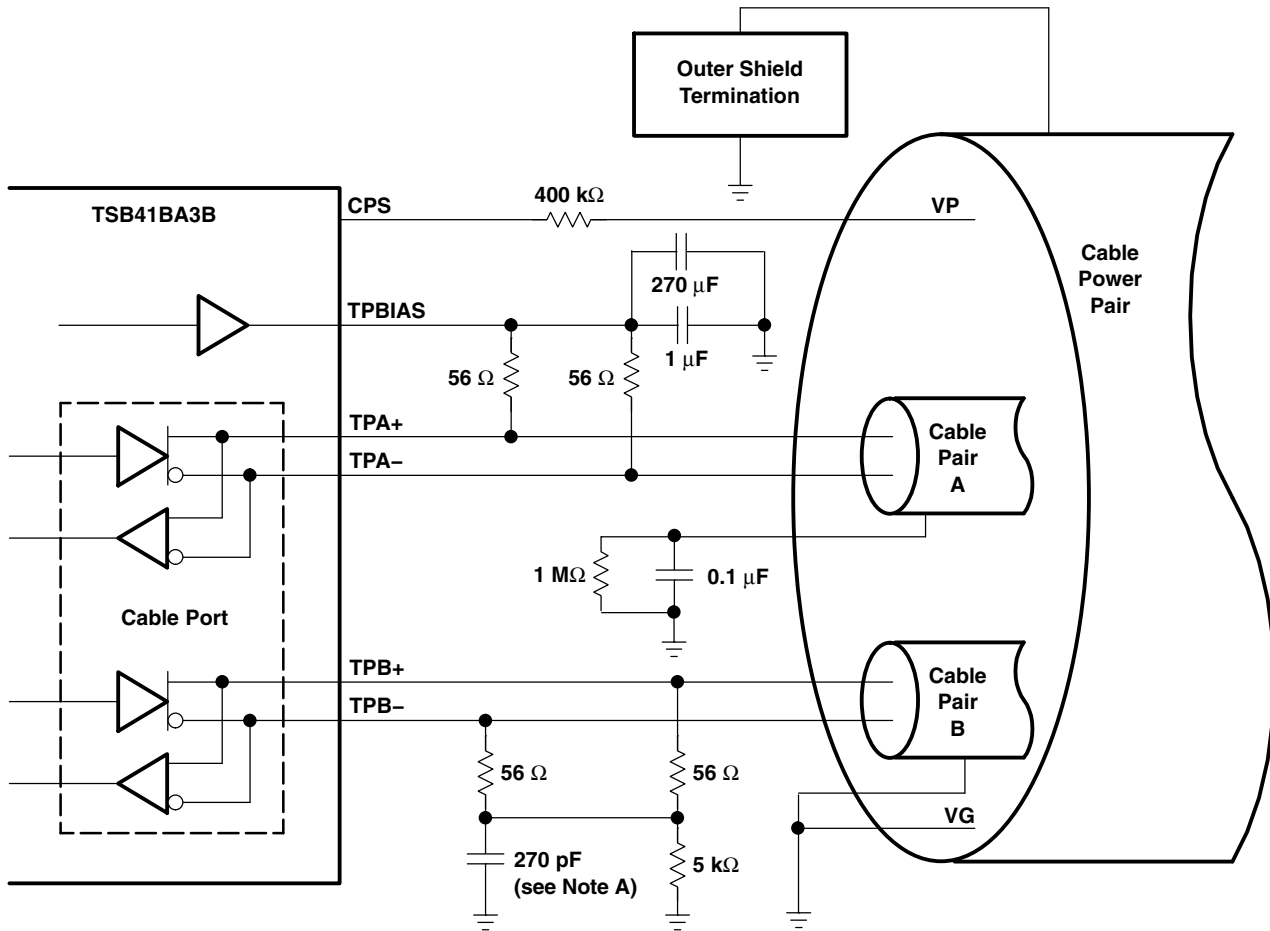 Outer Shield
Termination
TSB41BA3B
CPS
400 kΩ
VP
Cable
Power
Pair
270 μF
TPBIAS
1 μF
56 Ω
56 Ω
TPA+
TPA−
Cable
Pair
A
1 MΩ
0.1 μF
Cable Port
TPB+
TPB−
Cable
Pair
B
56 Ω
56 Ω
VG
270 pF
(see Note A)
5 kΩ